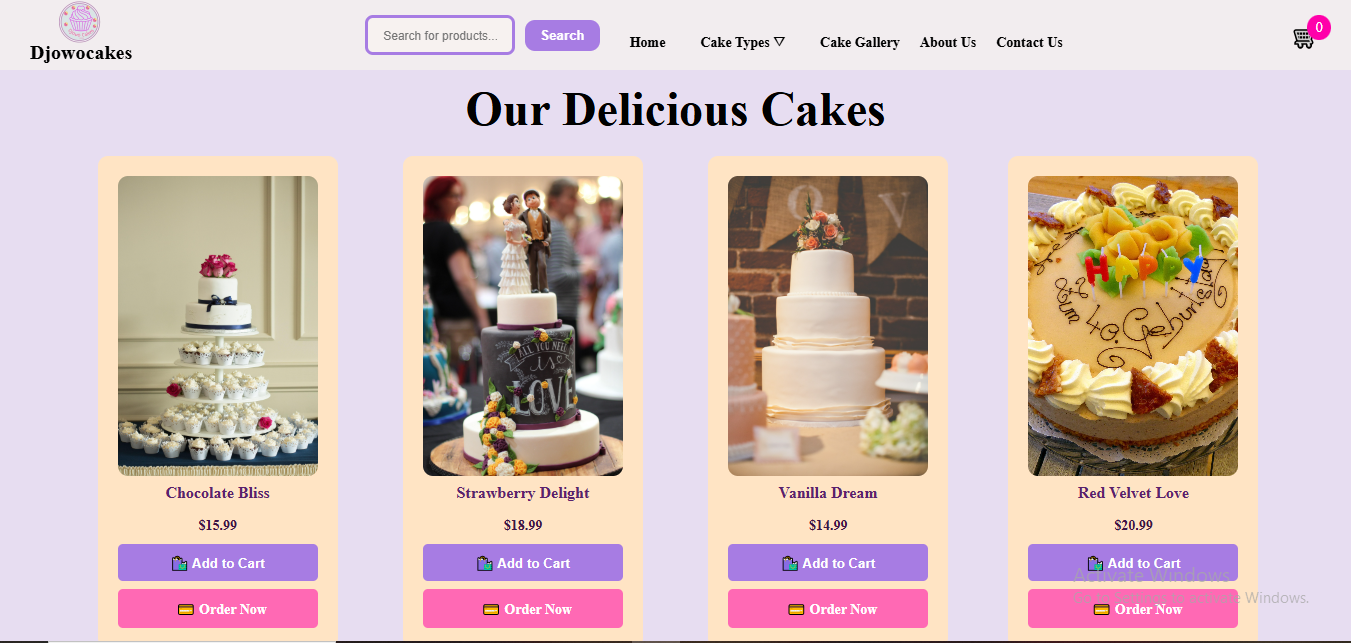 Djowocakes
Search for products...
Search
Home
Cake Types ▽
Cake Gallery
About Us
Contact Us
0
Our Delicious Cakes
ALL YOU NEED
is
LOVE
Q V
HAPPY
Zum 40. Geburtstag
Chocolate Bliss
Strawberry Delight
Vanilla Dream
Red Velvet Love
$15.99
$18.99
$14.99
$20.99
Add to Cart
Add to Cart
Add to Cart
Add to Cart
Order Now
Order Now
Order Now
Order Now
Activate Windows
Go to Settings to activate Windows.